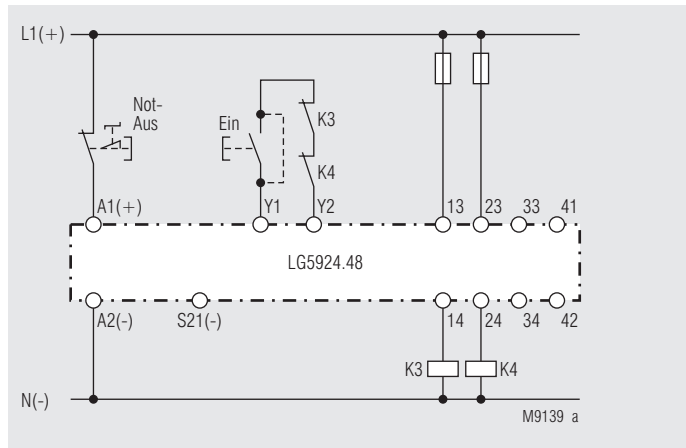 L1(+)
Not-
Aus
Ein
K3
K4
A1(+) Y1 Y2 13 23 33 41
LG5924.48
A2(-) S21(-) 14 24 34 42
K3 K4
N(-)
M9139 a